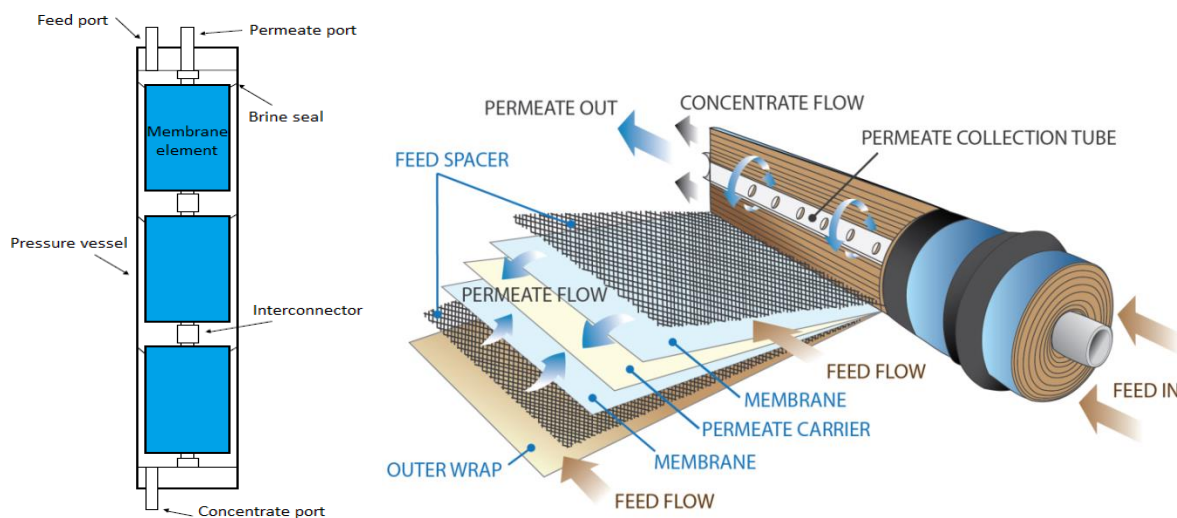 Feed port
Permeate port
Brine seal
Membrane
element
Pressure vessel
Interconnector
Concentrate port
PERMEATE OUT
CONCENTRATE FLOW
PERMEATE COLLECTION TUBE
FEED SPACER
PERMEATE FLOW
FEED FLOW
FEED IN
MEMBRANE
PERMEATE CARRIER
MEMBRANE
OUTER WRAP
FEED FLOW